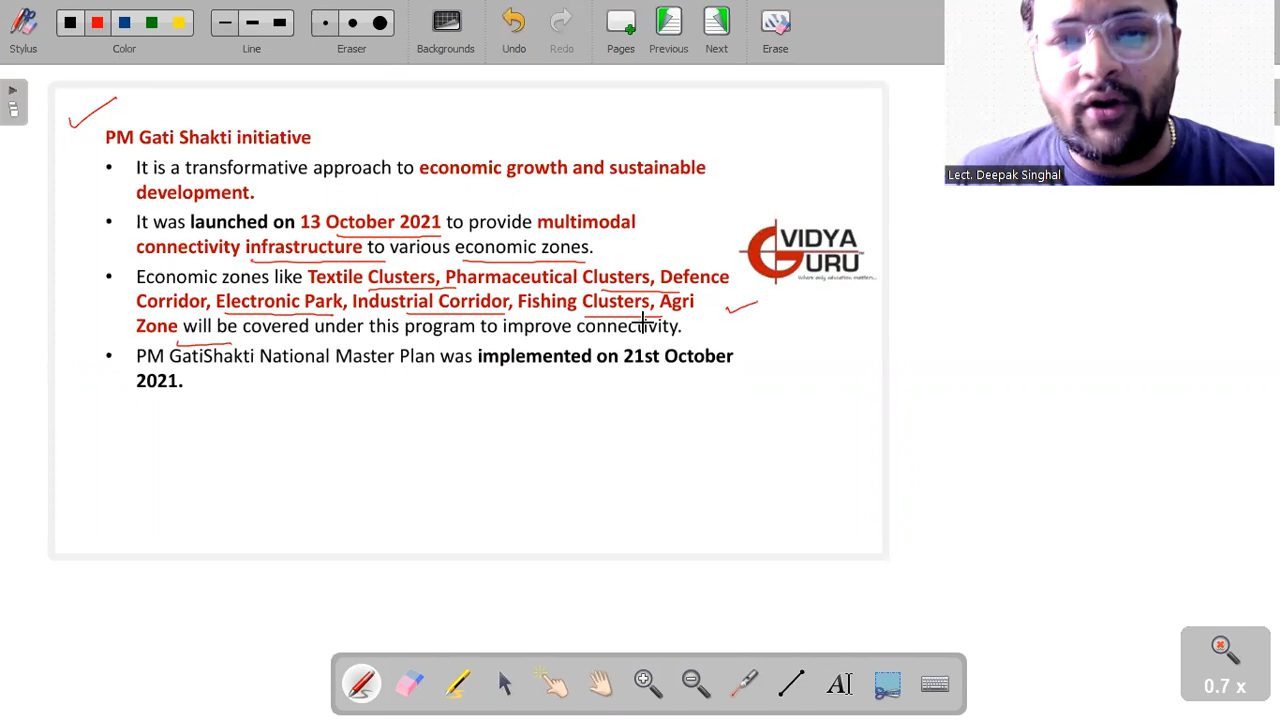 Stylus
Color
Line
Eraser
Backgrounds
Undo
Redo
Pages
Previous
Next
Erase
Lect. Deepak Singhal
PM Gati Shakti initiative
• It is a transformative approach to economic growth and sustainable
development.
• It was launched on 13 October 2021 to provide multimodal
connectivity infrastructure to various economic zones.
• Economic zones like Textile Clusters, Pharmaceutical Clusters, Defence
Corridor, Electronic Park, Industrial Corridor, Fishing Clusters, Agri
Zone will be covered under this program to improve connectivity.
• PM GatiShakti National Master Plan was implemented on 21st October
2021.
VIDYA
GURU
Where only education matters...
0.7 x